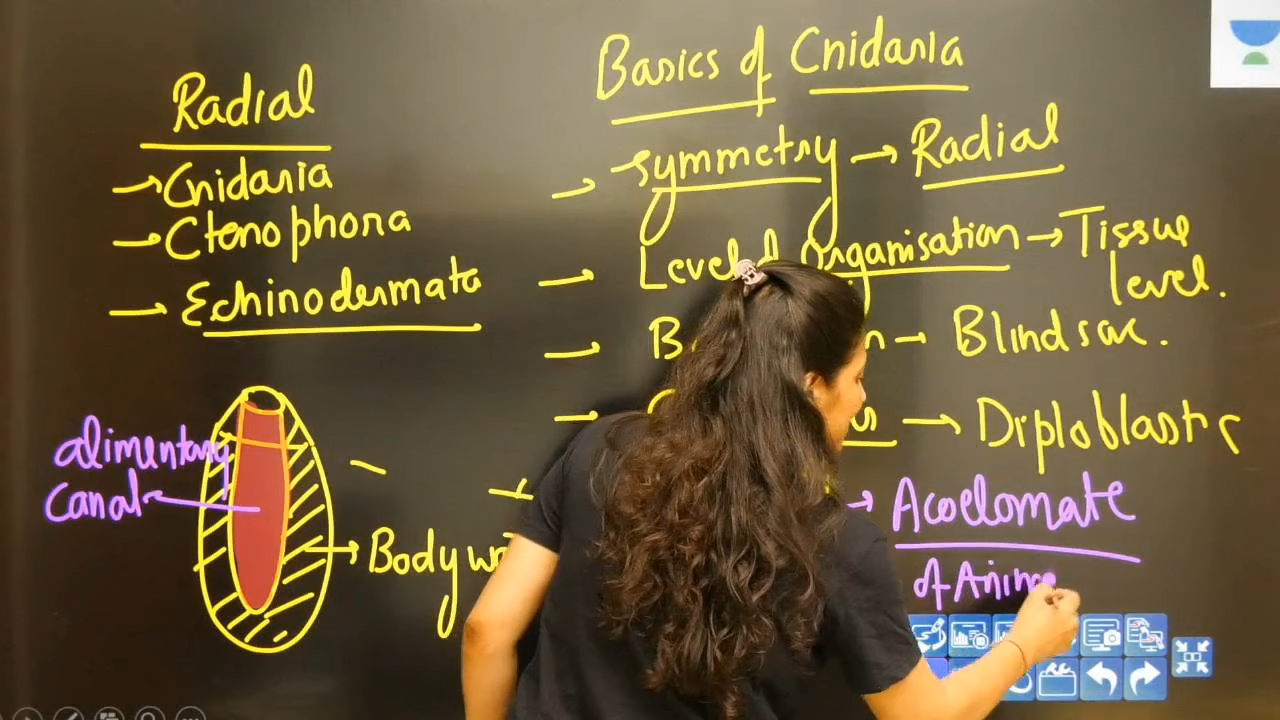 Radial
Cnidaria
Ctenophora
Echinodermata
alimentary
canal
Body
Basics of Cnidaria
Symmetry → Radial
Level of Organisation → Tissue
level.
Blind sac.
Diploblastic
Acoelomate
of